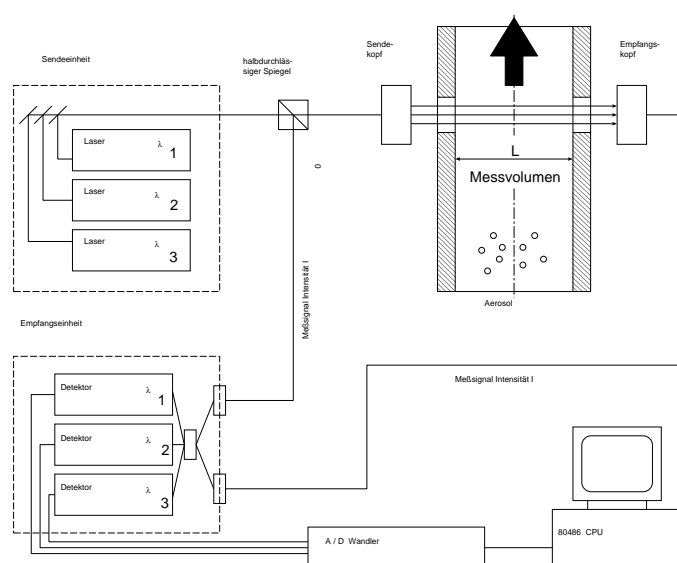 Sendeeinheit
halbdurchläs-
siger Spiegel
Sende-
kopf
Empfangs-
kopf
Laser λ 1
Laser λ 2
Laser λ 3
L
Messvolumen
Aerosol
Meßsignal Intensität I
0
Empfangseinheit
Detektor λ 1
Detektor λ 2
Detektor λ 3
Meßsignal Intensität I
A / D Wandler
80486 CPU